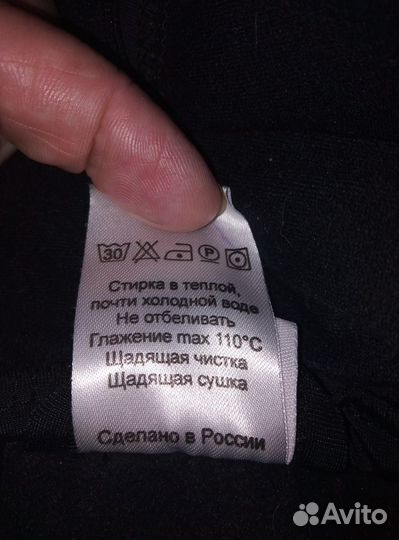 30 P
Стирка в теплой,
почти холодной воде
Не отбеливать
Глажение max 110°C
Щадящая чистка
Щадящая сушка
Сделано в России
Avito